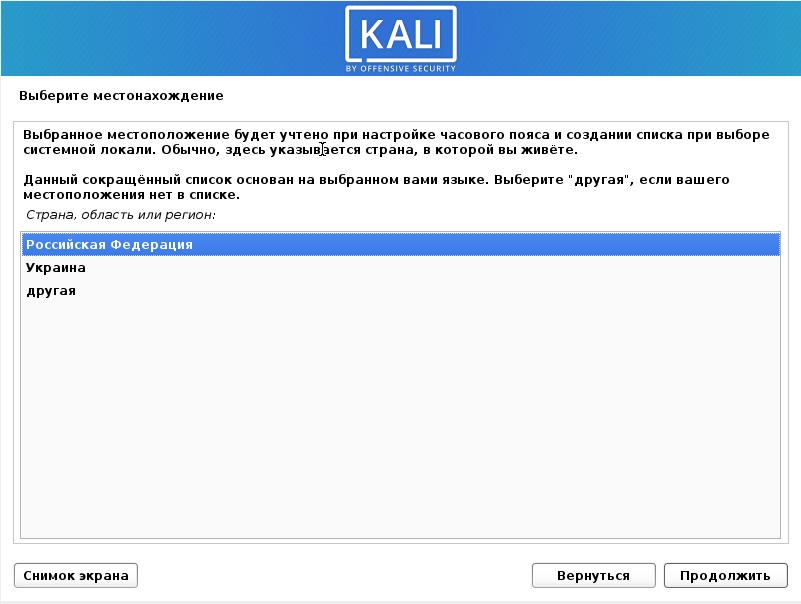 KALI
BY OFFENSIVE SECURITY
Выберите местонахождение
Выбранное местоположение будет учтено при настройке часового пояса и создании списка при выборе
системной локали. Обычно, здесь указывается страна, в которой вы живёте.
Данный сокращённый список основан на выбранном вами языке. Выберите "другая", если вашего
местоположения нет в списке.
Страна, область или регион:
Российская Федерация
Украина
другая
Снимок экрана
Вернуться
Продолжить